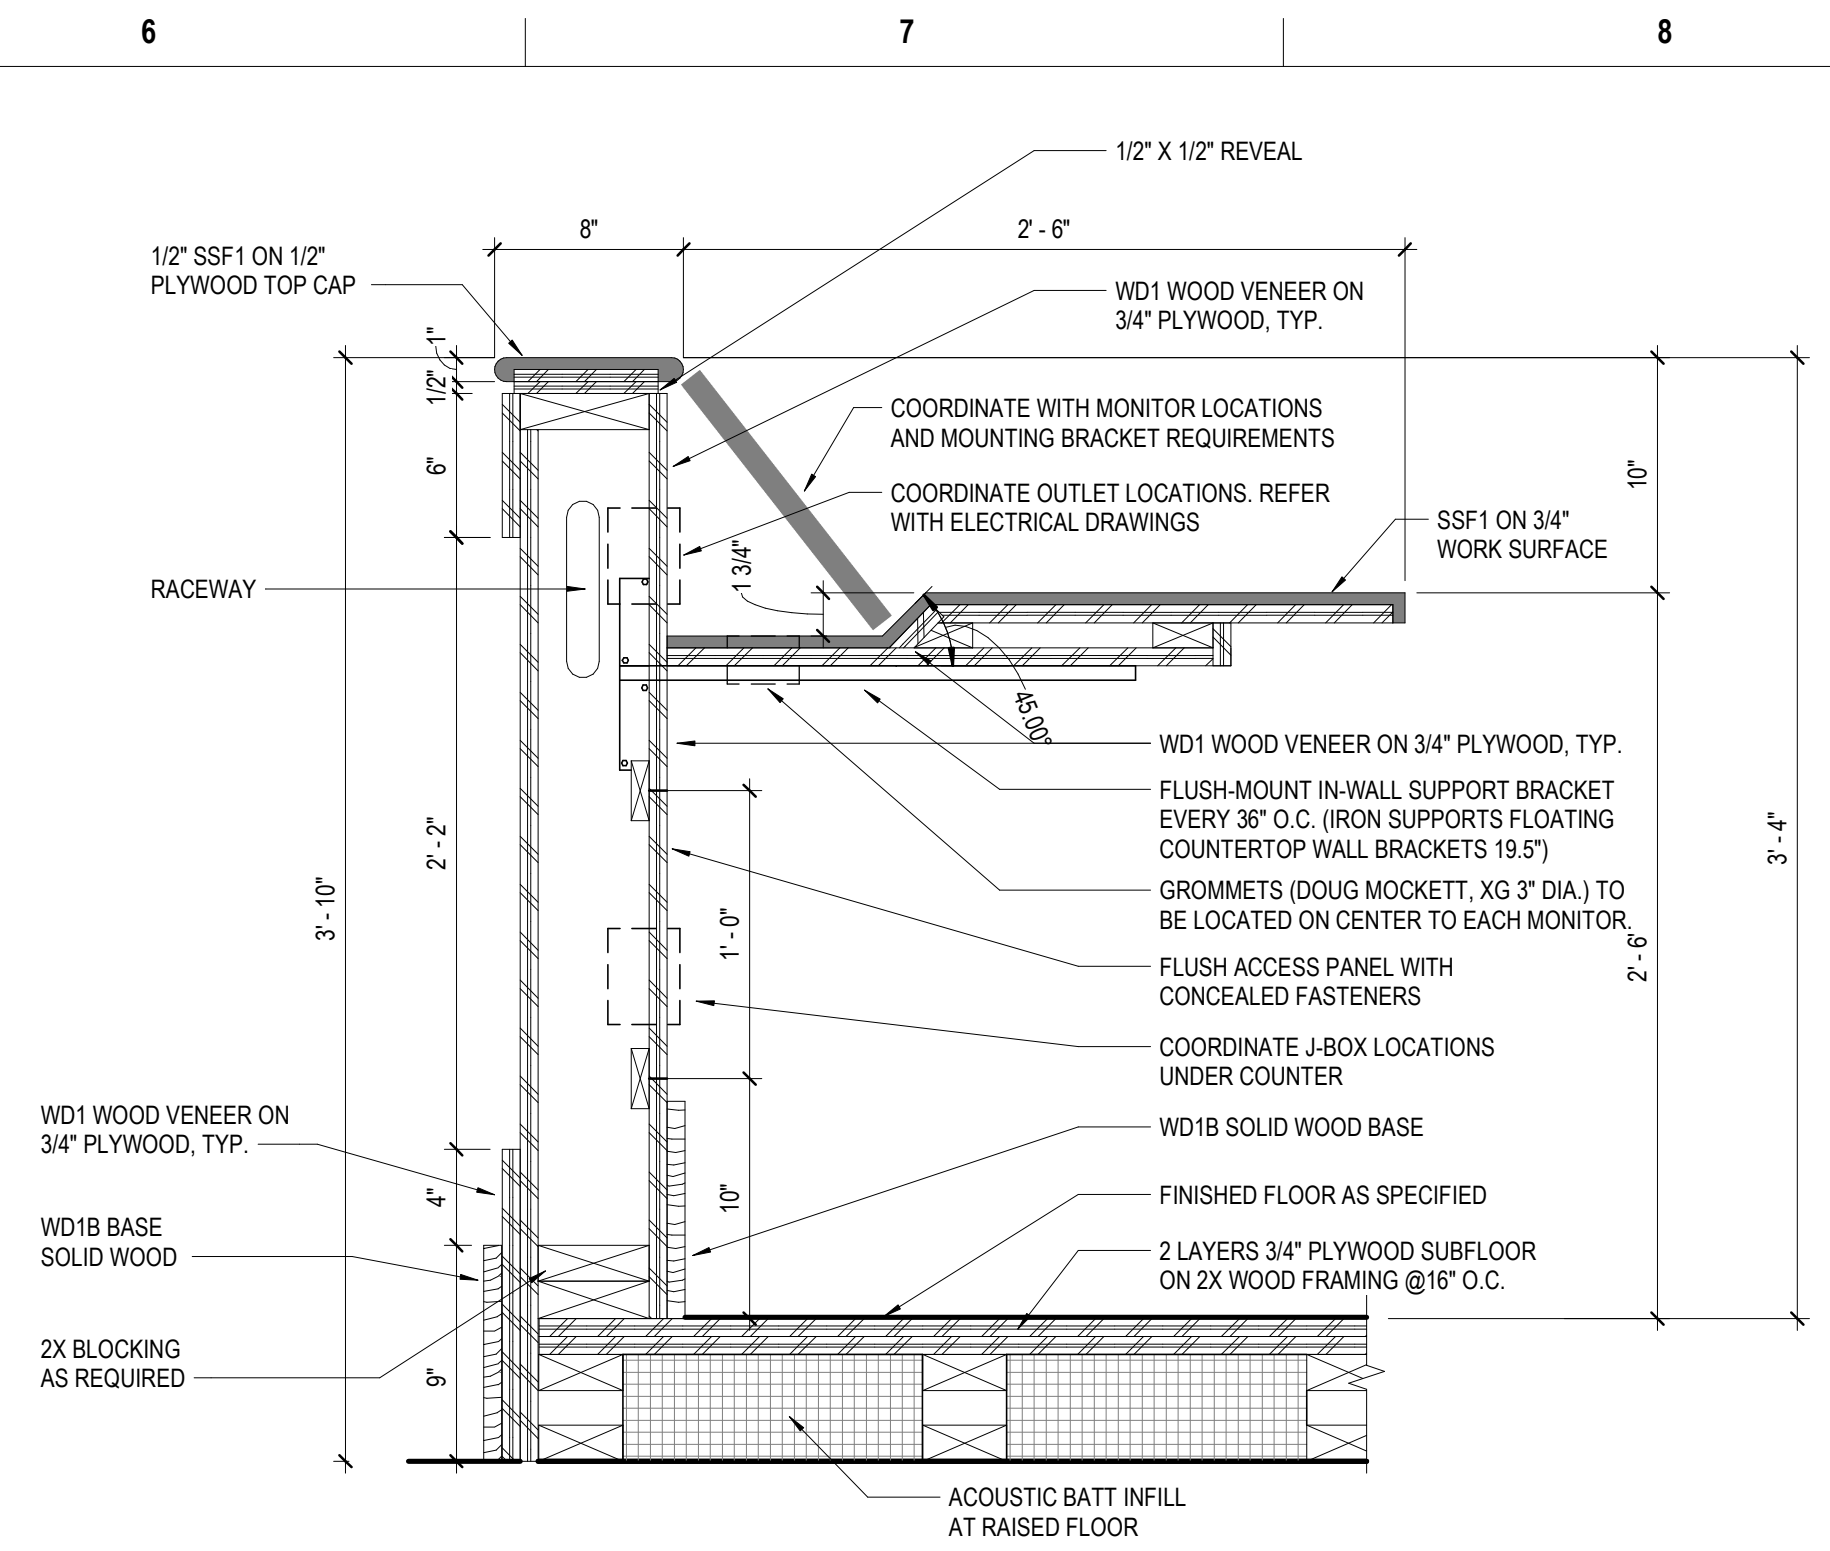 6
7
8
1/2" X 1/2" REVEAL
8"
2' - 6"
1/2" SSF1 ON 1/2"
PLYWOOD TOP CAP
WD1 WOOD VENEER ON
3/4" PLYWOOD, TYP.
1"
1/2"
6"
COORDINATE WITH MONITOR LOCATIONS
AND MOUNTING BRACKET REQUIREMENTS
COORDINATE OUTLET LOCATIONS. REFER
WITH ELECTRICAL DRAWINGS
10"
SSF1 ON 3/4"
WORK SURFACE
1 3/4"
RACEWAY
45.00°
WD1 WOOD VENEER ON 3/4" PLYWOOD, TYP.
FLUSH-MOUNT IN-WALL SUPPORT BRACKET
EVERY 36" O.C. (IRON SUPPORTS FLOATING
COUNTERTOP WALL BRACKETS 19.5")
2' - 2"
3' - 4"
3' - 10"
1' - 0"
GROMMETS (DOUG MOCKETT, XG 3" DIA.) TO
BE LOCATED ON CENTER TO EACH MONITOR.
2' - 6"
FLUSH ACCESS PANEL WITH
CONCEALED FASTENERS
COORDINATE J-BOX LOCATIONS
UNDER COUNTER
WD1 WOOD VENEER ON
3/4" PLYWOOD, TYP.
WD1B SOLID WOOD BASE
4"
10"
FINISHED FLOOR AS SPECIFIED
WD1B BASE
SOLID WOOD
2 LAYERS 3/4" PLYWOOD SUBFLOOR
ON 2X WOOD FRAMING @16" O.C.
2X BLOCKING
AS REQUIRED
9"
ACOUSTIC BATT INFILL
AT RAISED FLOOR